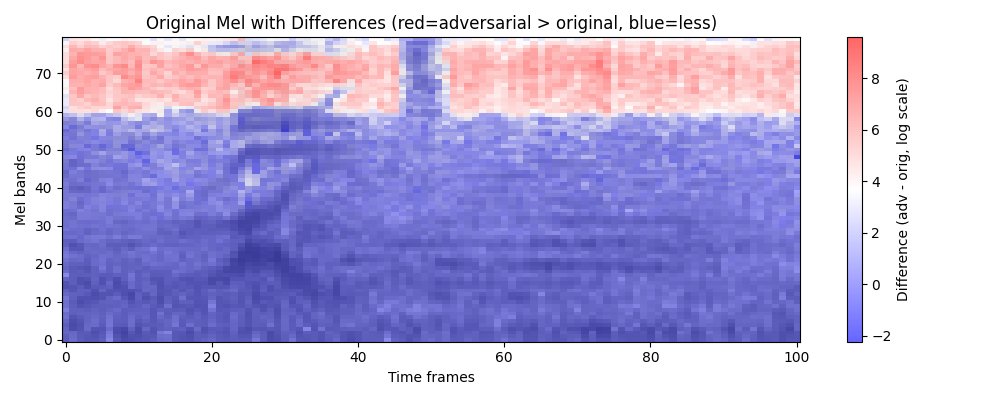 Original Mel with Differences (red=adversarial > original, blue=less)
Mel bands
70
60
50
40
30
20
10
0
0 20 40 60 80 100
Time frames
8
6
4
2
0
−2
Difference (adv - orig, log scale)